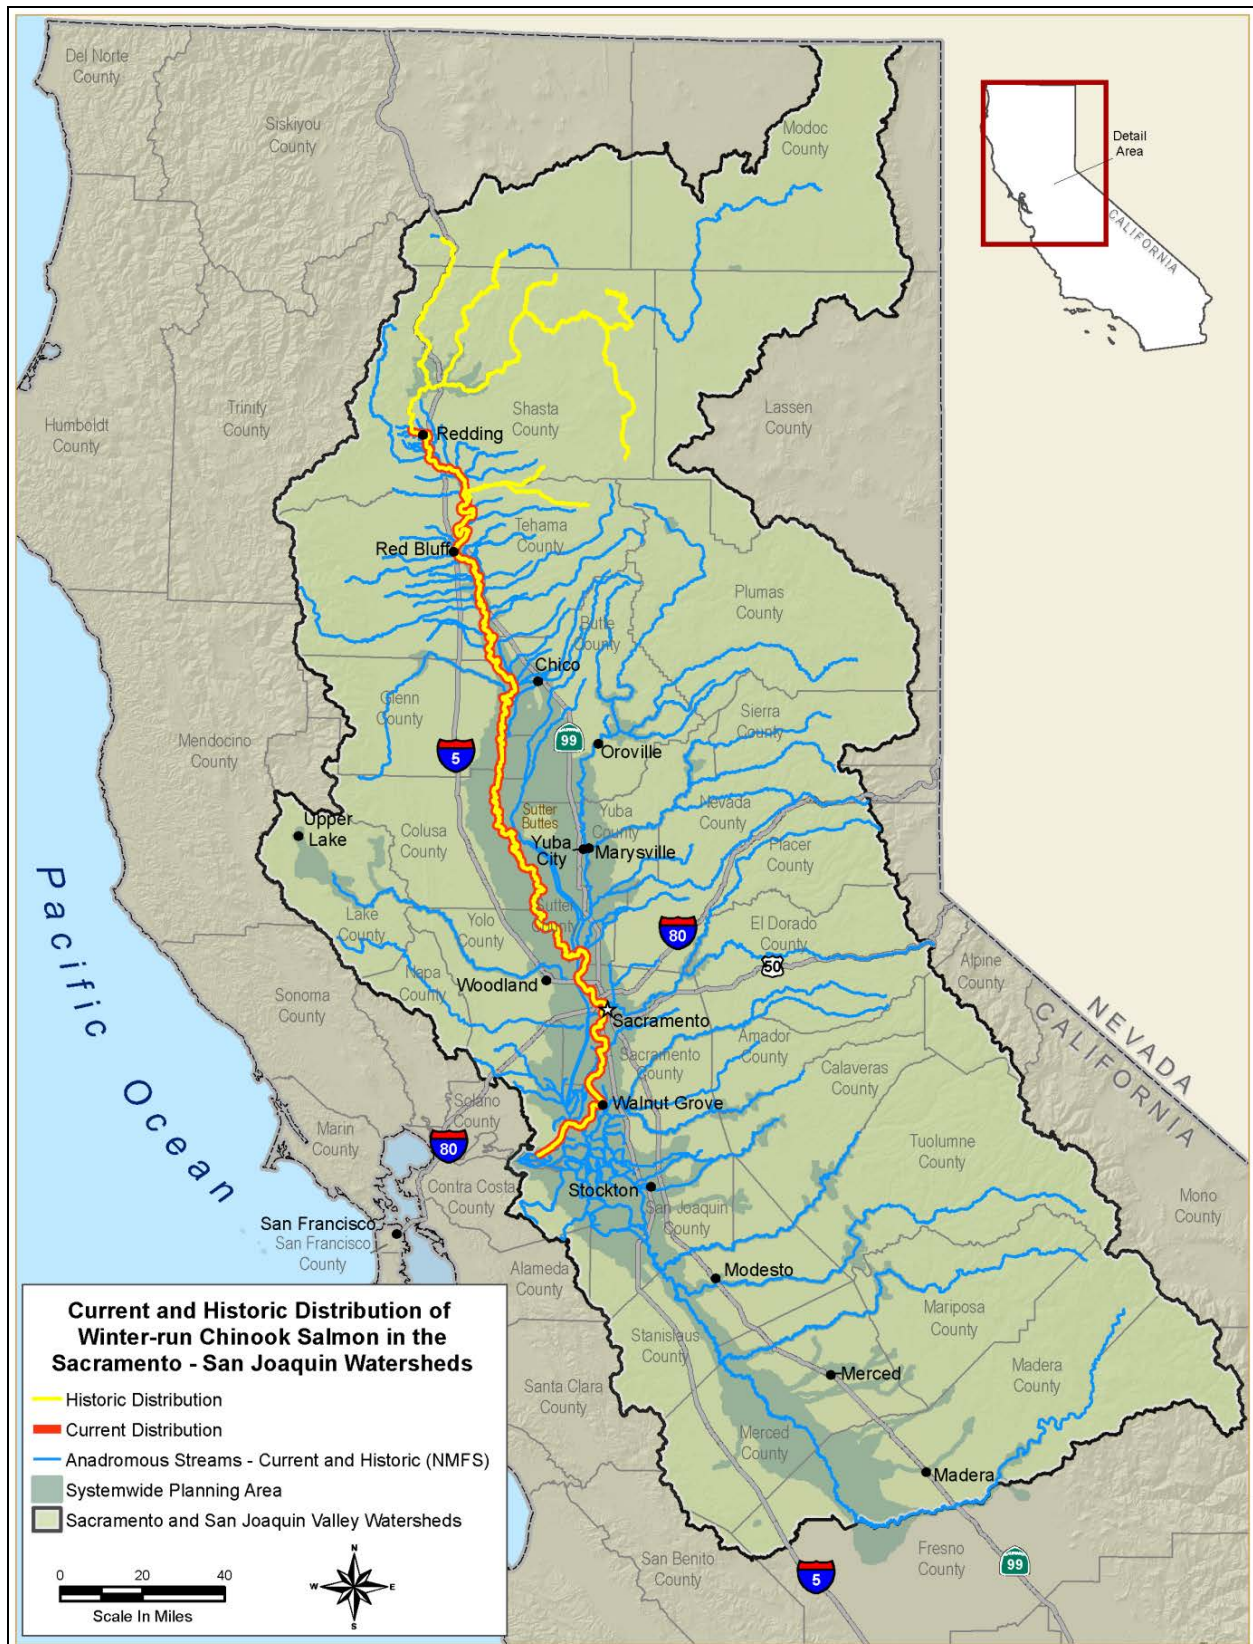 Del Norte
County
Siskiyou
County
Modoc
County
Detail
Area
CALIFORNIA
Humboldt
County
Trinity
County
Shasta
County
Lassen
County
Redding
Red Bluff
Tehama
County
Plumas
County
Butte
County
Chico
Glenn
County
Sierra
County
Mendocino
County
5
99
Oroville
Sutter
Buttes
Yuba
County
Nevada
County
Upper
Lake
Colusa
County
Yuba
City
Marysville
Placer
County
Lake
County
Yolo
County
Sutter
County
80
El Dorado
County
Alpine
County
50
Napa
County
Woodland
Sonoma
County
Sacramento
Sacramento
County
Amador
County
Calaveras
County
NEVADA
CALIFORNIA
Pacific Ocean
Solano
County
Walnut Grove
Marin
County
80
Tuolumne
County
Contra Costa
County
Stockton
San Joaquin
County
Mono
County
San Francisco
San Francisco
County
Alameda
County
Modesto
Mariposa
County
Stanislaus
County
Madera
County
Merced
Santa Clara
County
Merced
County
Madera
San Benito
County
Fresno
County
5
99
Current and Historic Distribution of
Winter-run Chinook Salmon in the
Sacramento - San Joaquin Watersheds
Historic Distribution
Current Distribution
Anadromous Streams - Current and Historic (NMFS)
Systemwide Planning Area
Sacramento and San Joaquin Valley Watersheds
0 20 40
Scale In Miles
N
W E
S